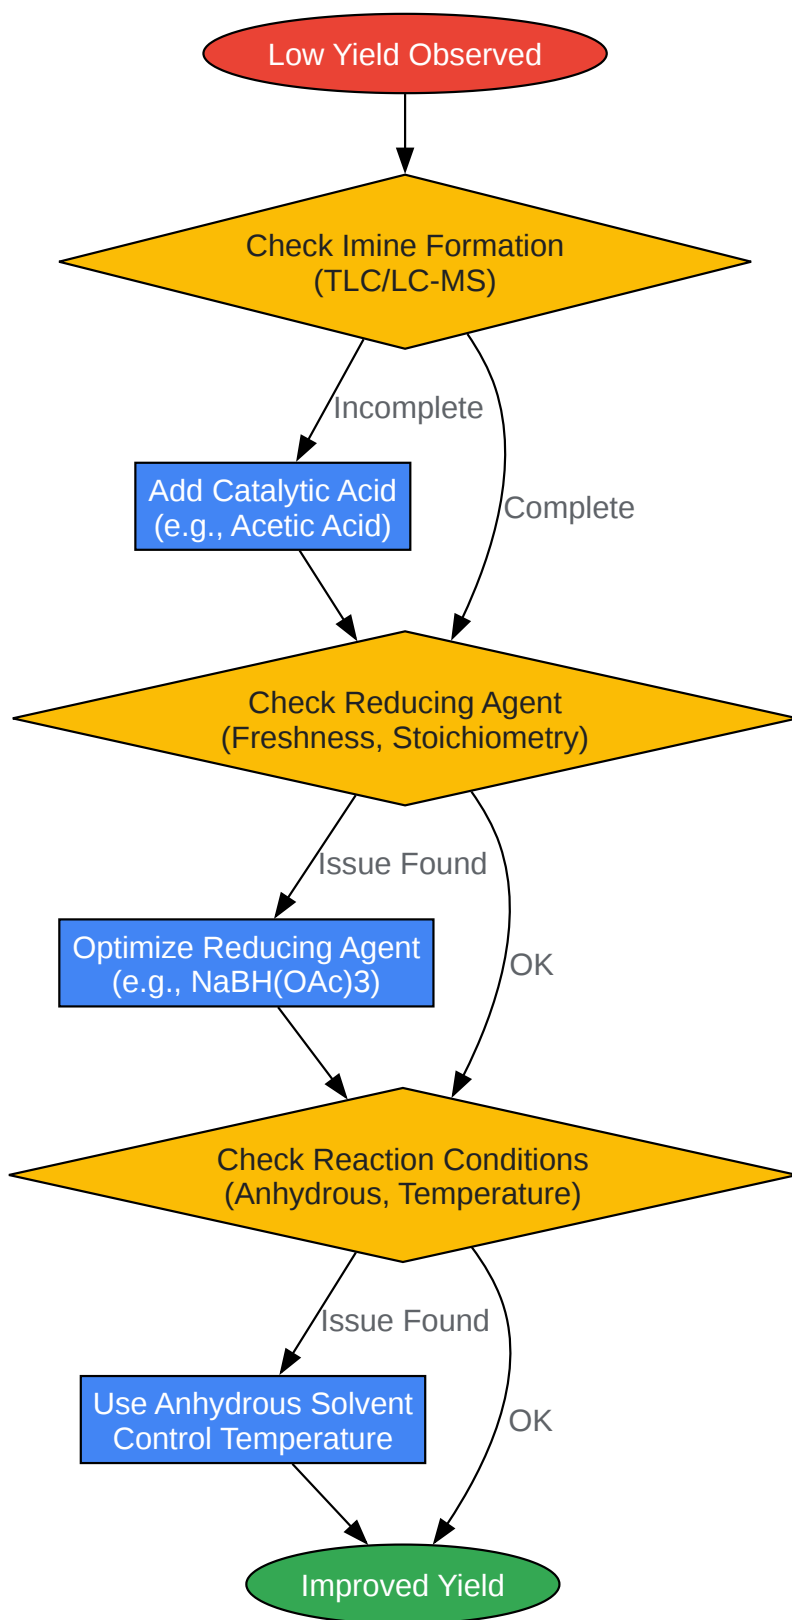 Low Yield Observed
Check Imine Formation
(TLC/LC-MS)
Incomplete
Add Catalytic Acid
(e.g., Acetic Acid)
Complete
Check Reducing Agent
(Freshness, Stoichiometry)
Issue Found
Optimize Reducing Agent
(e.g., NaBH(OAc)3)
OK
Check Reaction Conditions
(Anhydrous, Temperature)
Issue Found
Use Anhydrous Solvent
Control Temperature
OK
Improved Yield